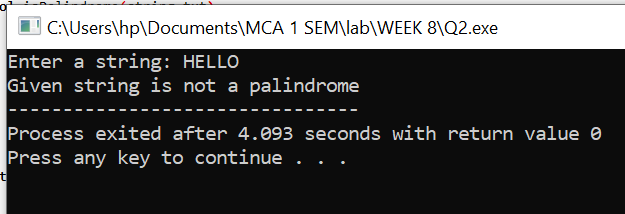 C:\Users\hp\Documents\MCA 1 SEM\lab\WEEK 8\Q2.exe
Enter a string: HELLO
Given string is not a palindrome
--------------------------------
Process exited after 4.093 seconds with return value 0
Press any key to continue . . .